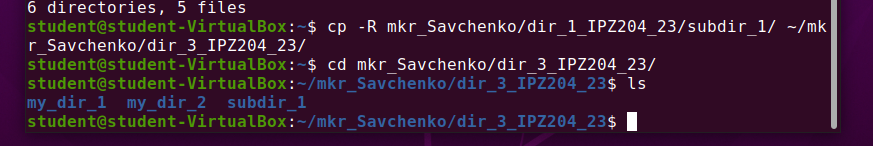 6 directories, 5 files
student@student-VirtualBox:~$ cp -R mkr_Savchenko/dir_1_IPZ204_23/subdir_1/ ~/mk
r_Savchenko/dir_3_IPZ204_23/
student@student-VirtualBox:~$ cd mkr_Savchenko/dir_3_IPZ204_23/
student@student-VirtualBox:~/mkr_Savchenko/dir_3_IPZ204_23$ ls
my_dir_1  my_dir_2  subdir_1
student@student-VirtualBox:~/mkr_Savchenko/dir_3_IPZ204_23$